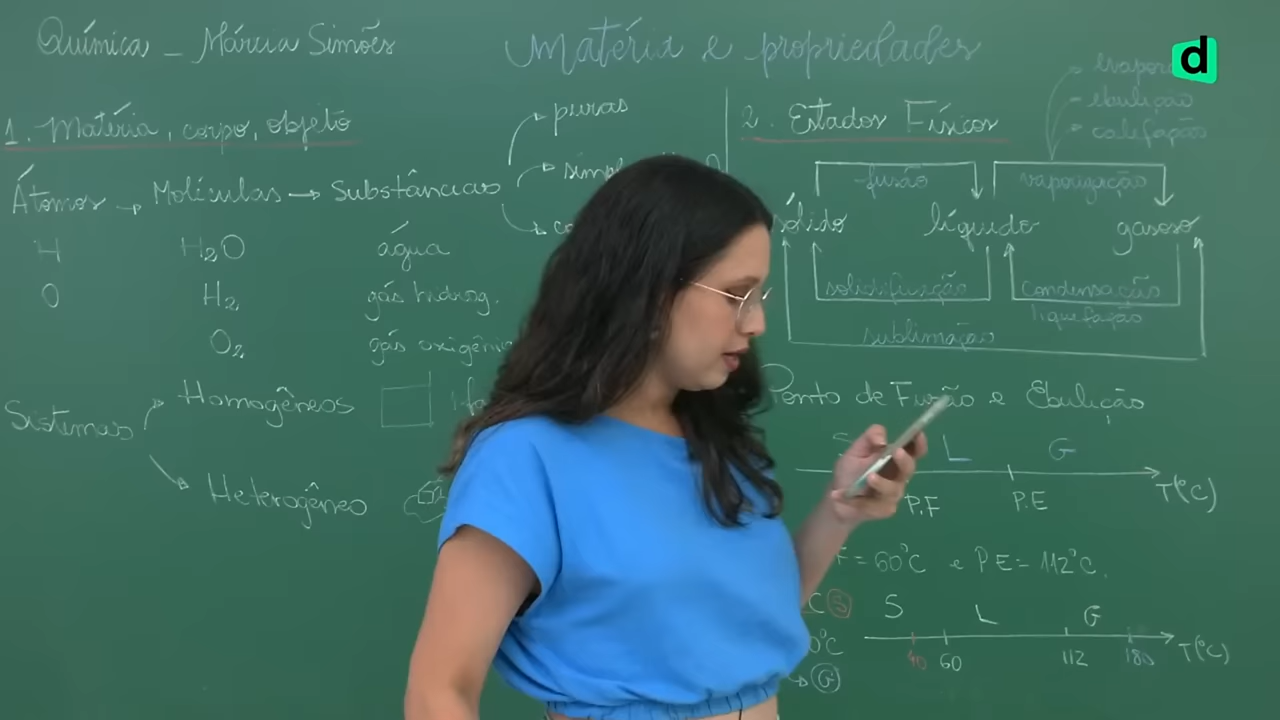 Química - Márcia Simões
matéria e propriedades
d
1. Matéria, corpo, objeto
Átomos → Moléculas → Substâncias
puras
H H2O água
O H2 gás hidrog.
O2 gás oxigênio
Sistemas
Homogêneos
Heterogêneo
2. Estados Físicos
ebulição
calefação
fusão vaporização
sólido líquido gasoso
solidificação condensação
liquefação
sublimação
Ponto de Fusão e Ebulição
L G
P.F P.E T(°C)
= 60°C e PE = 112°C.
C S
S L G
40 60 112 180 T(°C)
°C
→ G